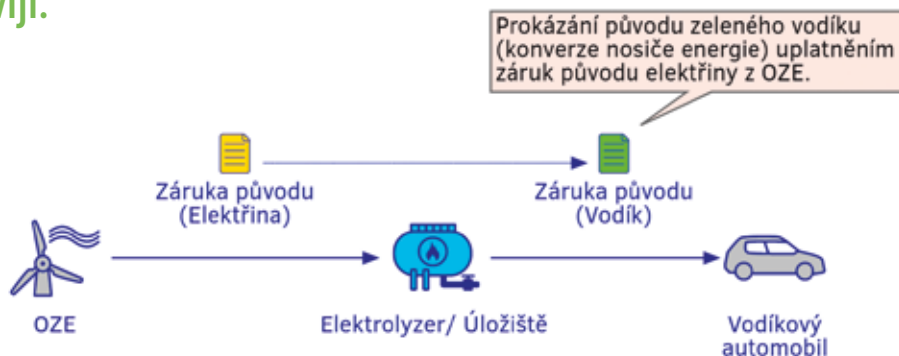 Prokázání původu zeleného vodíku
(konverze nosiče energie) uplatněním
záruk původu elektřiny z OZE.
Záruka původu
(Elektřina)
Záruka původu
(Vodík)
OZE
Elektrolyzer/ Úložiště
Vodíkový
automobil